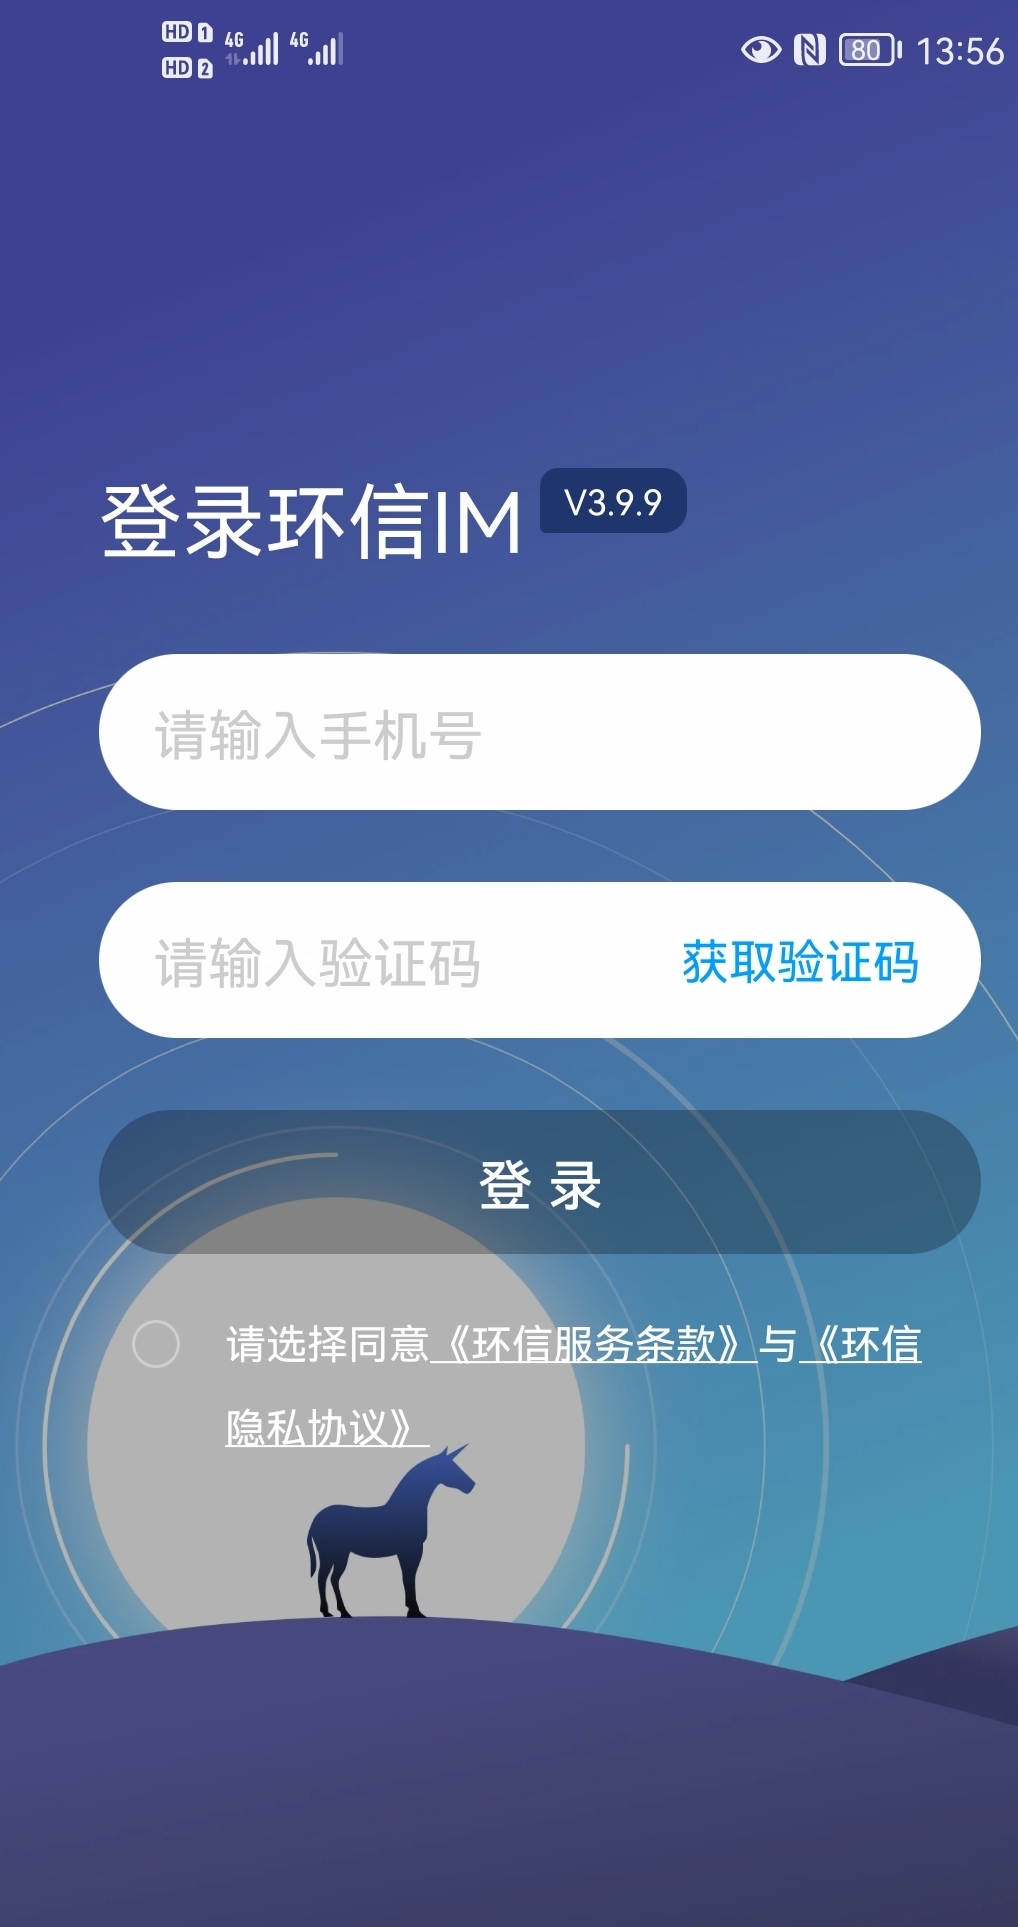 HD 1 4G 4G 80 13:56
HD 2
登录环信IM V3.9.9
请输入手机号
请输入验证码 获取验证码
登 录
请选择同意《环信服务条款》与《环信
隐私协议》